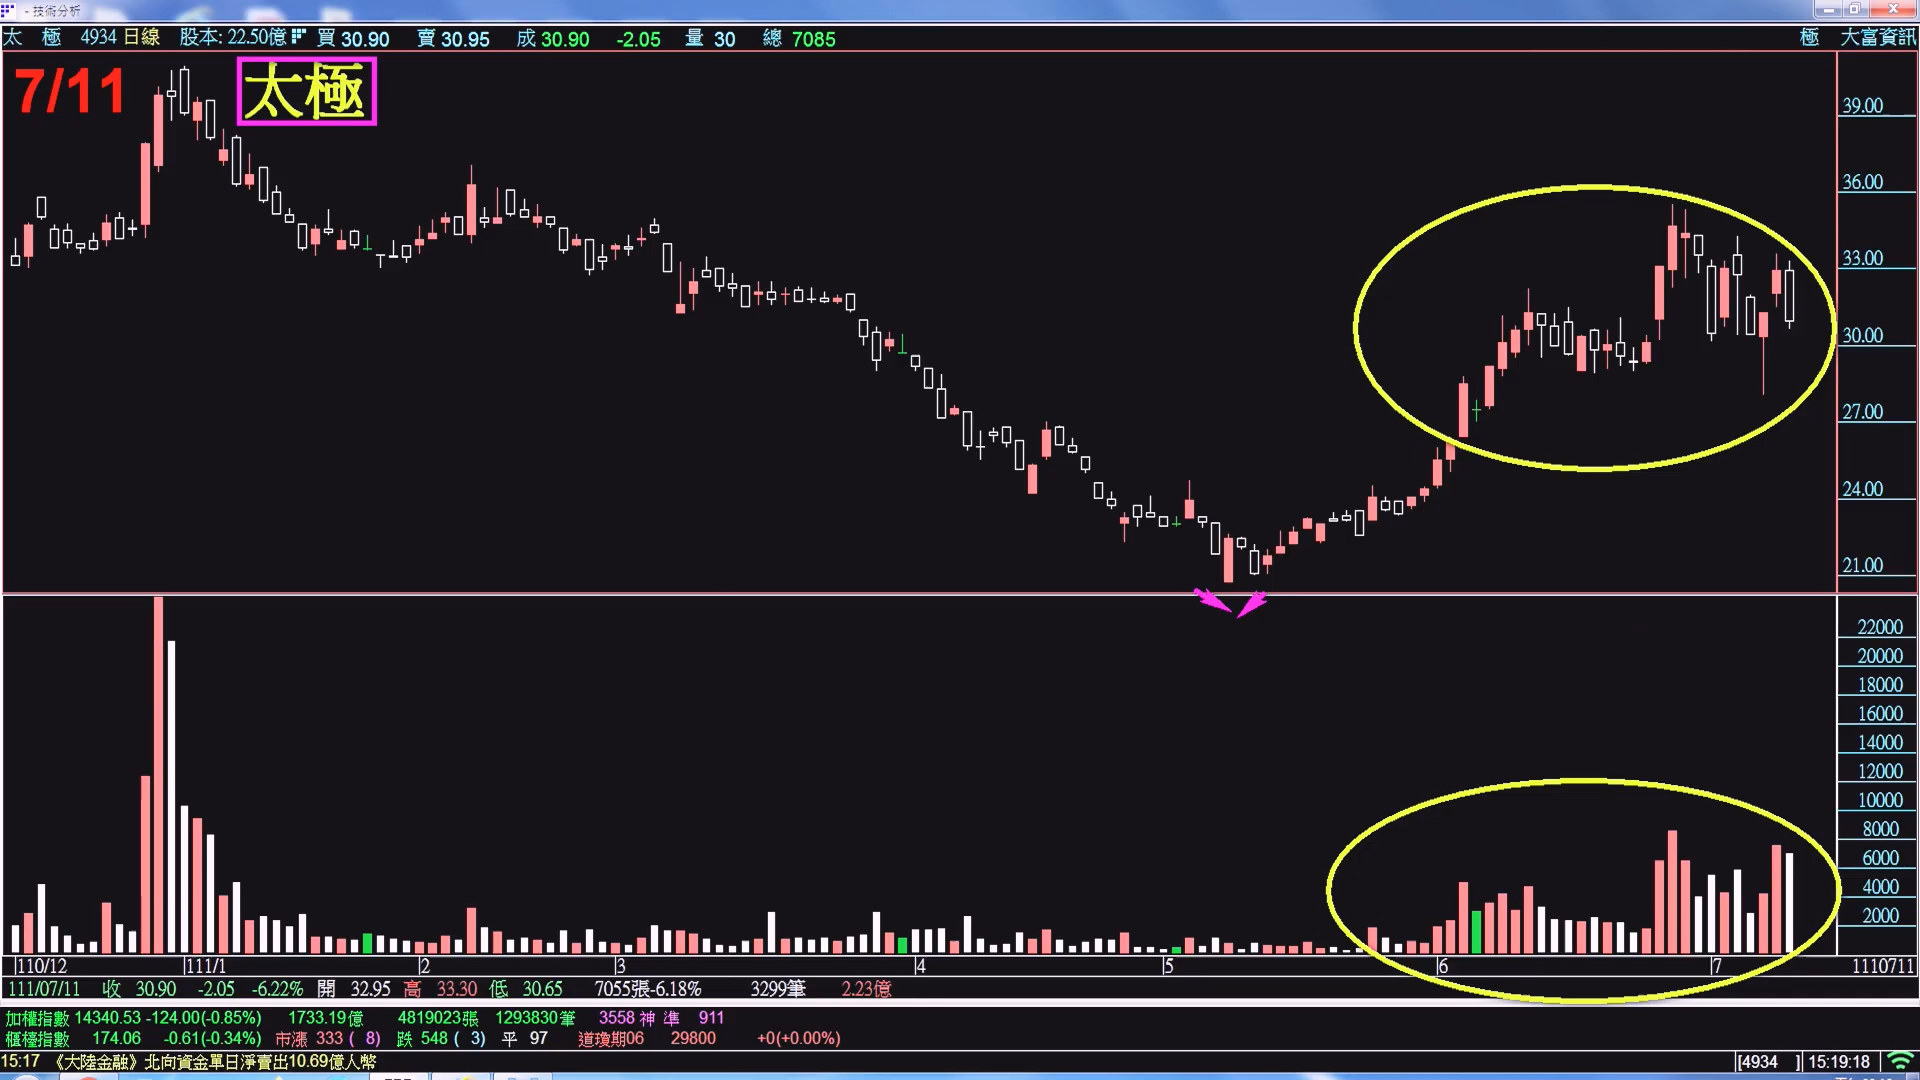 - 技術分析
太 極 4934 日線 股本: 22.50億 買 30.90 賣 30.95 成 30.90 -2.05 量 30 總 7085 極 大富資訊
7/11 太極
39.00
36.00
33.00
30.00
27.00
24.00
21.00
22000
20000
18000
16000
14000
12000
10000
8000
6000
4000
2000
110/12 111/1 2 3 4 5 6 7 1110711
111/07/11 收 30.90 -2.05 -6.22% 開 32.95 高 33.30 低 30.65 7055張-6.18% 3299筆 2.23億
加權指數 14340.53 -124.00(-0.85%) 1733.19億 4819023張 1293830筆 3558 神 準 911
櫃檯指數 174.06 -0.61(-0.34%) 市漲 333 ( 8) 跌 548 ( 3) 平 97 道瓊期06 29800 +0(+0.00%)
15:17 《大陸金融》北向資金單日淨賣出10.69億人幣 [4934 ] 15:19:18